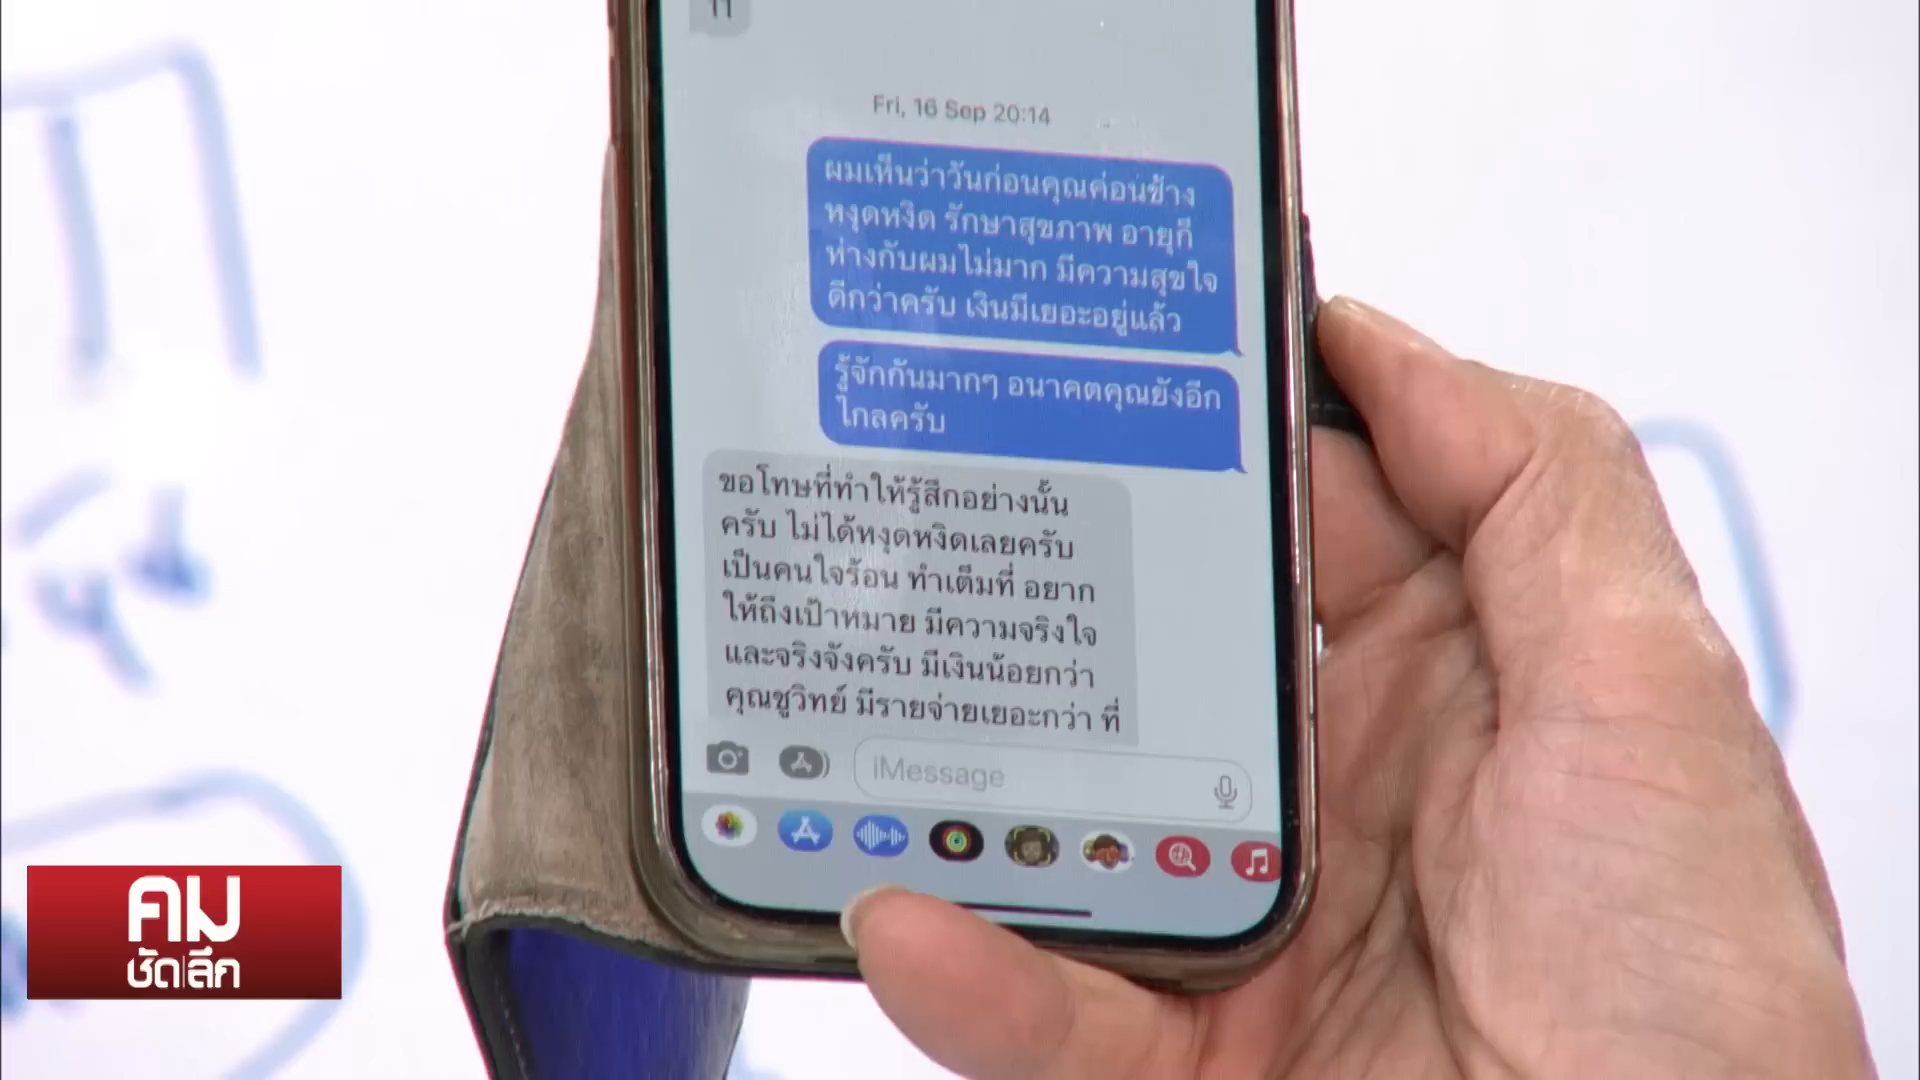 11
Fri, 16 Sep 20:14
ผมเห็นว่าวันก่อนคุณค่อนข้าง
หงุดหงิด รักษาสุขภาพ อายุก็
ห่างกับผมไม่มาก มีความสุขใจ
ดีกว่าครับ เงินมีเยอะอยู่แล้ว
รู้จักกันมากๆ อนาคตคุณยังอีก
ไกลครับ
ขอโทษที่ทำให้รู้สึกอย่างนั้น
ครับ ไม่ได้หงุดหงิดเลยครับ
เป็นคนใจร้อน ทำเต็มที่ อยาก
ให้ถึงเป้าหมาย มีความจริงใจ
และจริงจังครับ มีเงินน้อยกว่า
คุณชูวิทย์ มีรายจ่ายเยอะกว่า ที่
iMessage
คม
ชัดลึก